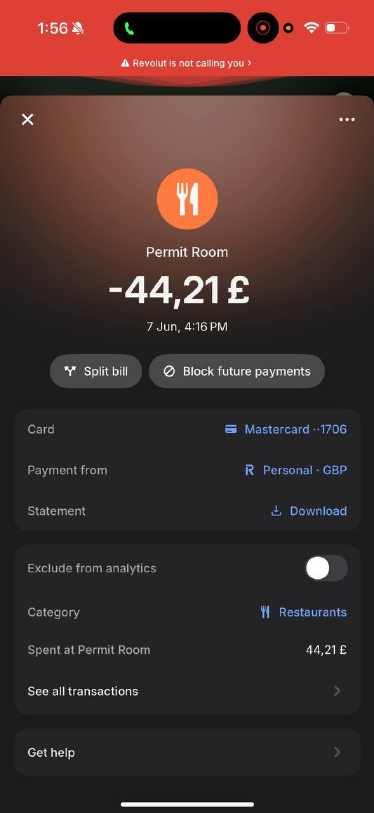 1:56
Revolut is not calling you
Permit Room
-44,21 £
7 Jun, 4:16 PM
Split bill
Block future payments
Card
Mastercard ··1706
Payment from
Personal · GBP
Statement
Download
Exclude from analytics
Category
Restaurants
Spent at Permit Room
44,21 £
See all transactions
Get help